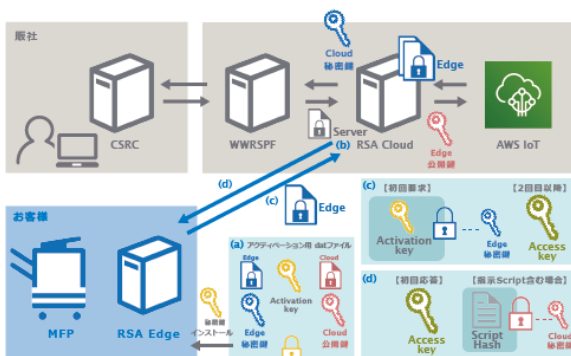 販社
Cloud
秘密鍵
Edge
Server
Edge
公開鍵
CSRC
WWRSPF
RSA Cloud
AWS IoT
(b)
(d)
(c)
Edge
お客様
MFP
RSA Edge
(a)
アクティベーション用 datファイル
Edge
Cloud
Activation
key
Edge
秘密鍵
Cloud
公開鍵
秘密鍵
インストール
(c)
【初回要求】
【2回目以降】
Activation
key
Edge
秘密鍵
Access
key
(d)
【初回応答】
【指示Script含む場合】
Access
key
Script
Hash
Cloud
秘密鍵